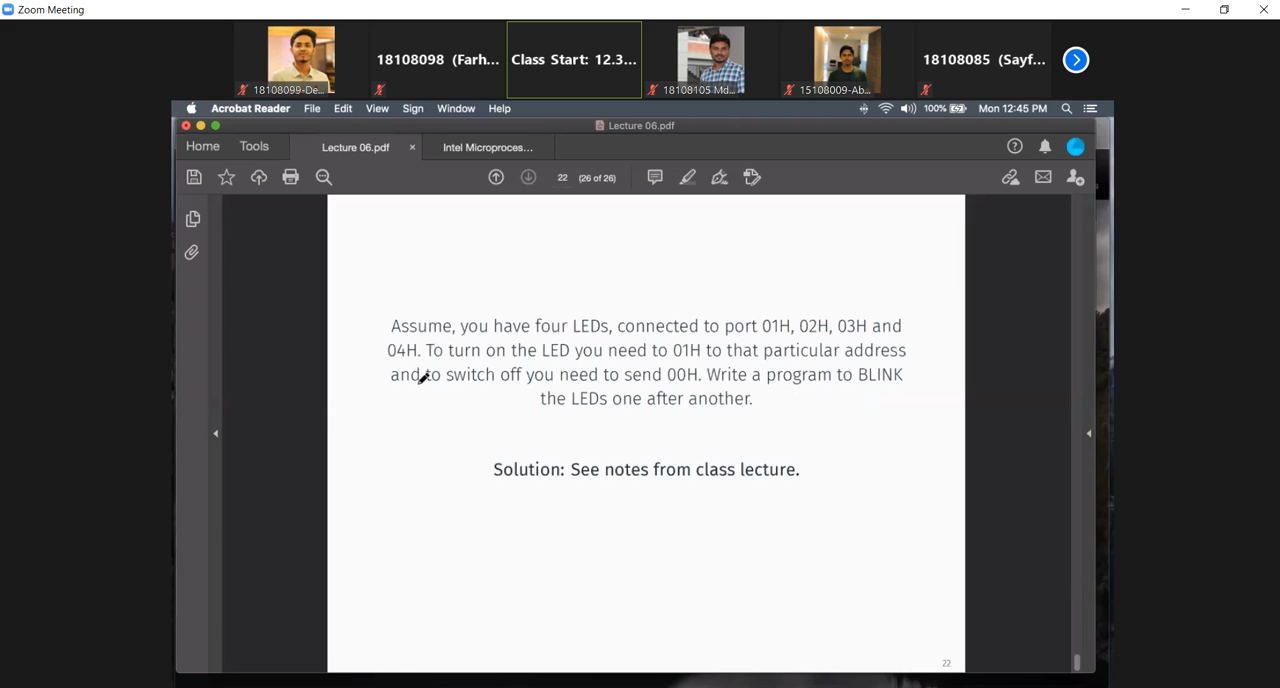 Zoom Meeting
18108098 (Farh...
Class Start: 12.3...
18108085 (Sayf...
18108099-De...
18108105 Md...
15108009-Ab...
Acrobat Reader File Edit View Sign Window Help
100% Mon 12:45 PM
Lecture 06.pdf
Home Tools Lecture 06.pdf × Intel Microproces...
22 (26 of 26)
Assume, you have four LEDs, connected to port 01H, 02H, 03H and
04H. To turn on the LED you need to 01H to that particular address
and to switch off you need to send 00H. Write a program to BLINK
the LEDs one after another.
Solution: See notes from class lecture.
22